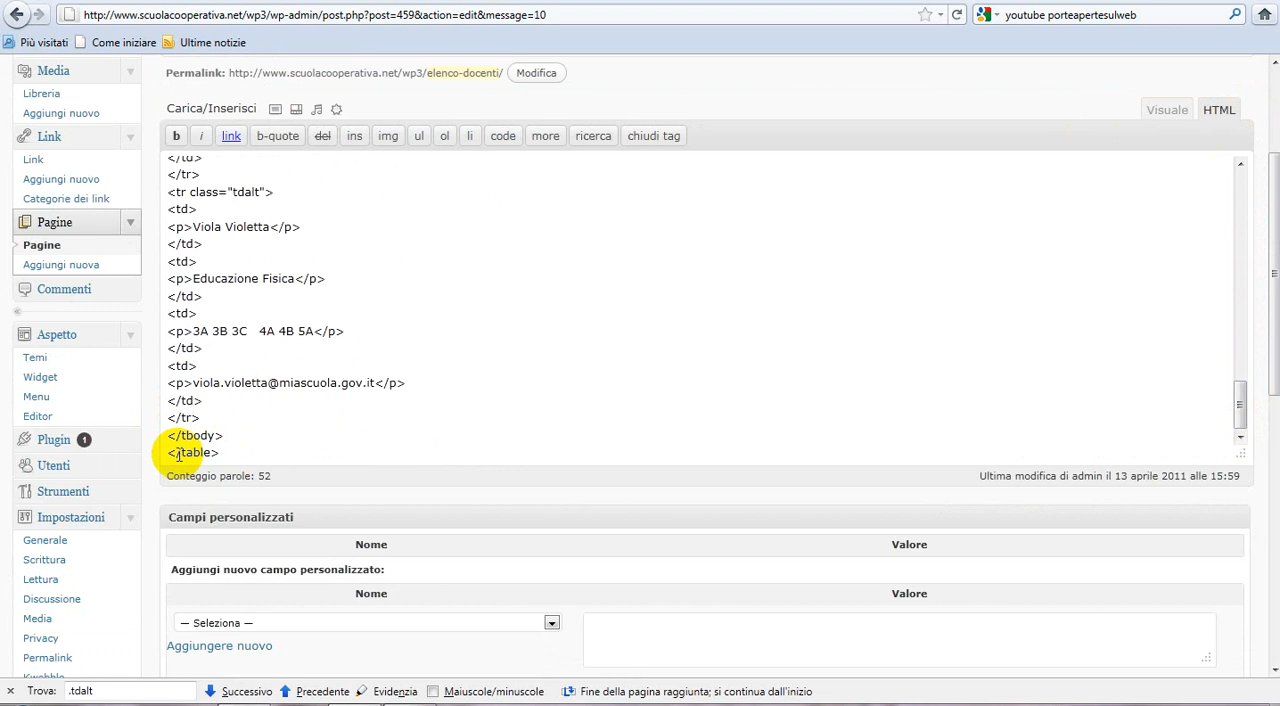 http://www.scuolacooperativa.net/wp3/wp-admin/post.php?post=459&action=edit&message=10
youtube porteapertesulweb
Più visitati Come iniziare Ultime notizie
Media
Libreria
Aggiungi nuovo
Link
Link
Aggiungi nuovo
Categorie dei link
Pagine
Pagine
Aggiungi nuova
Commenti
Aspetto
Temi
Widget
Menu
Editor
Plugin 1
Utenti
Strumenti
Impostazioni
Generale
Scrittura
Lettura
Discussione
Media
Privacy
Permalink
Permalink: http://www.scuolacooperativa.net/wp3/elenco-docenti/ Modifica
Carica/Inserisci
Visuale HTML
b i link b-quote del ins img ul ol li code more ricerca chiudi tag
</td>
</tr>
<tr class="tdalt">
<td>
<p>Viola Violetta</p>
</td>
<td>
<p>Educazione Fisica</p>
</td>
<td>
<p>3A 3B 3C   4A 4B 5A</p>
</td>
<td>
<p>viola.violetta@miascuola.gov.it</p>
</td>
</tr>
</tbody>
</table>
Conteggio parole: 52
Ultima modifica di admin il 13 aprile 2011 alle 15:59
Campi personalizzati
Nome Valore
Aggiungi nuovo campo personalizzato:
Nome Valore
— Seleziona —
Aggiungere nuovo
Trova: .tdalt Successivo Precedente Evidenzia Maiuscole/minuscole Fine della pagina raggiunta; si continua dall'inizio